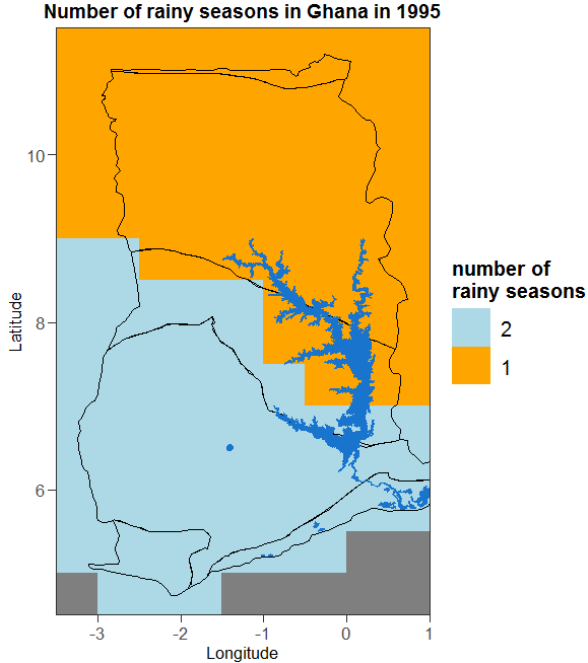 Number of rainy seasons in Ghana in 1995
10
8
6
Latitude
-3
-2
-1
0
1
Longitude
number of
rainy seasons
2
1